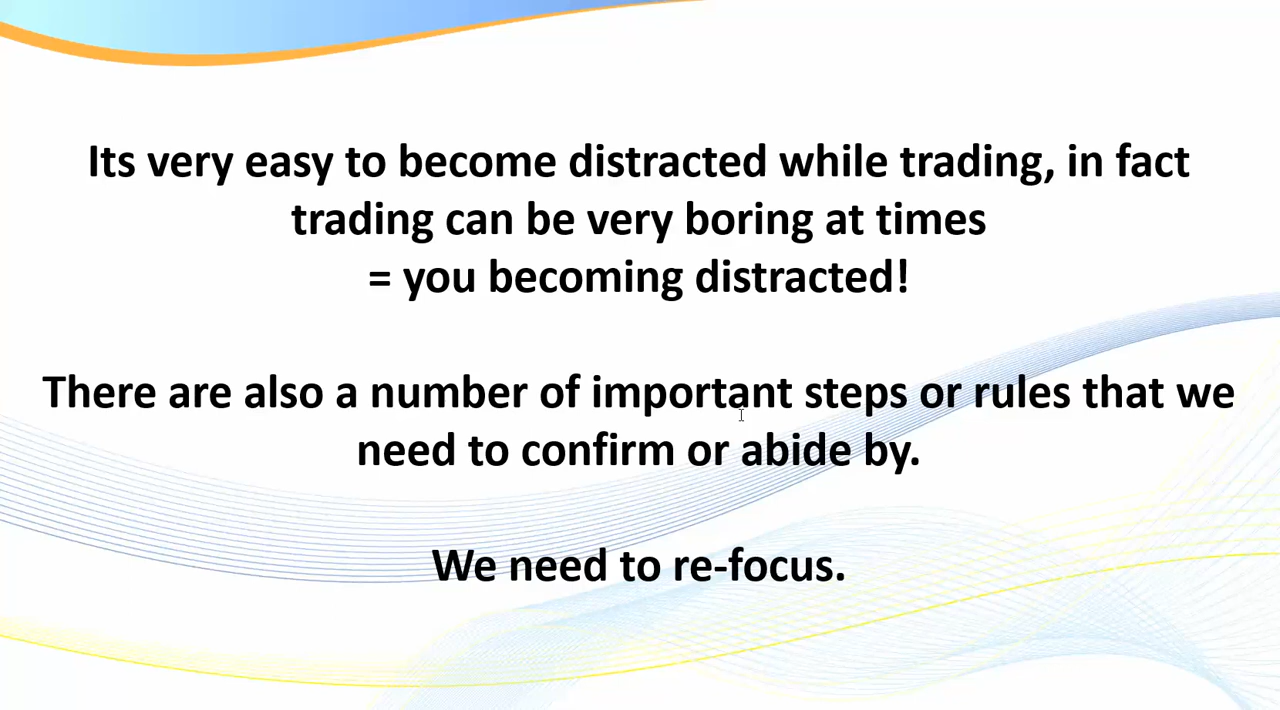 Its very easy to become distracted while trading, in fact
trading can be very boring at times
= you becoming distracted!
There are also a number of important steps or rules that we
need to confirm or abide by.
We need to re-focus.